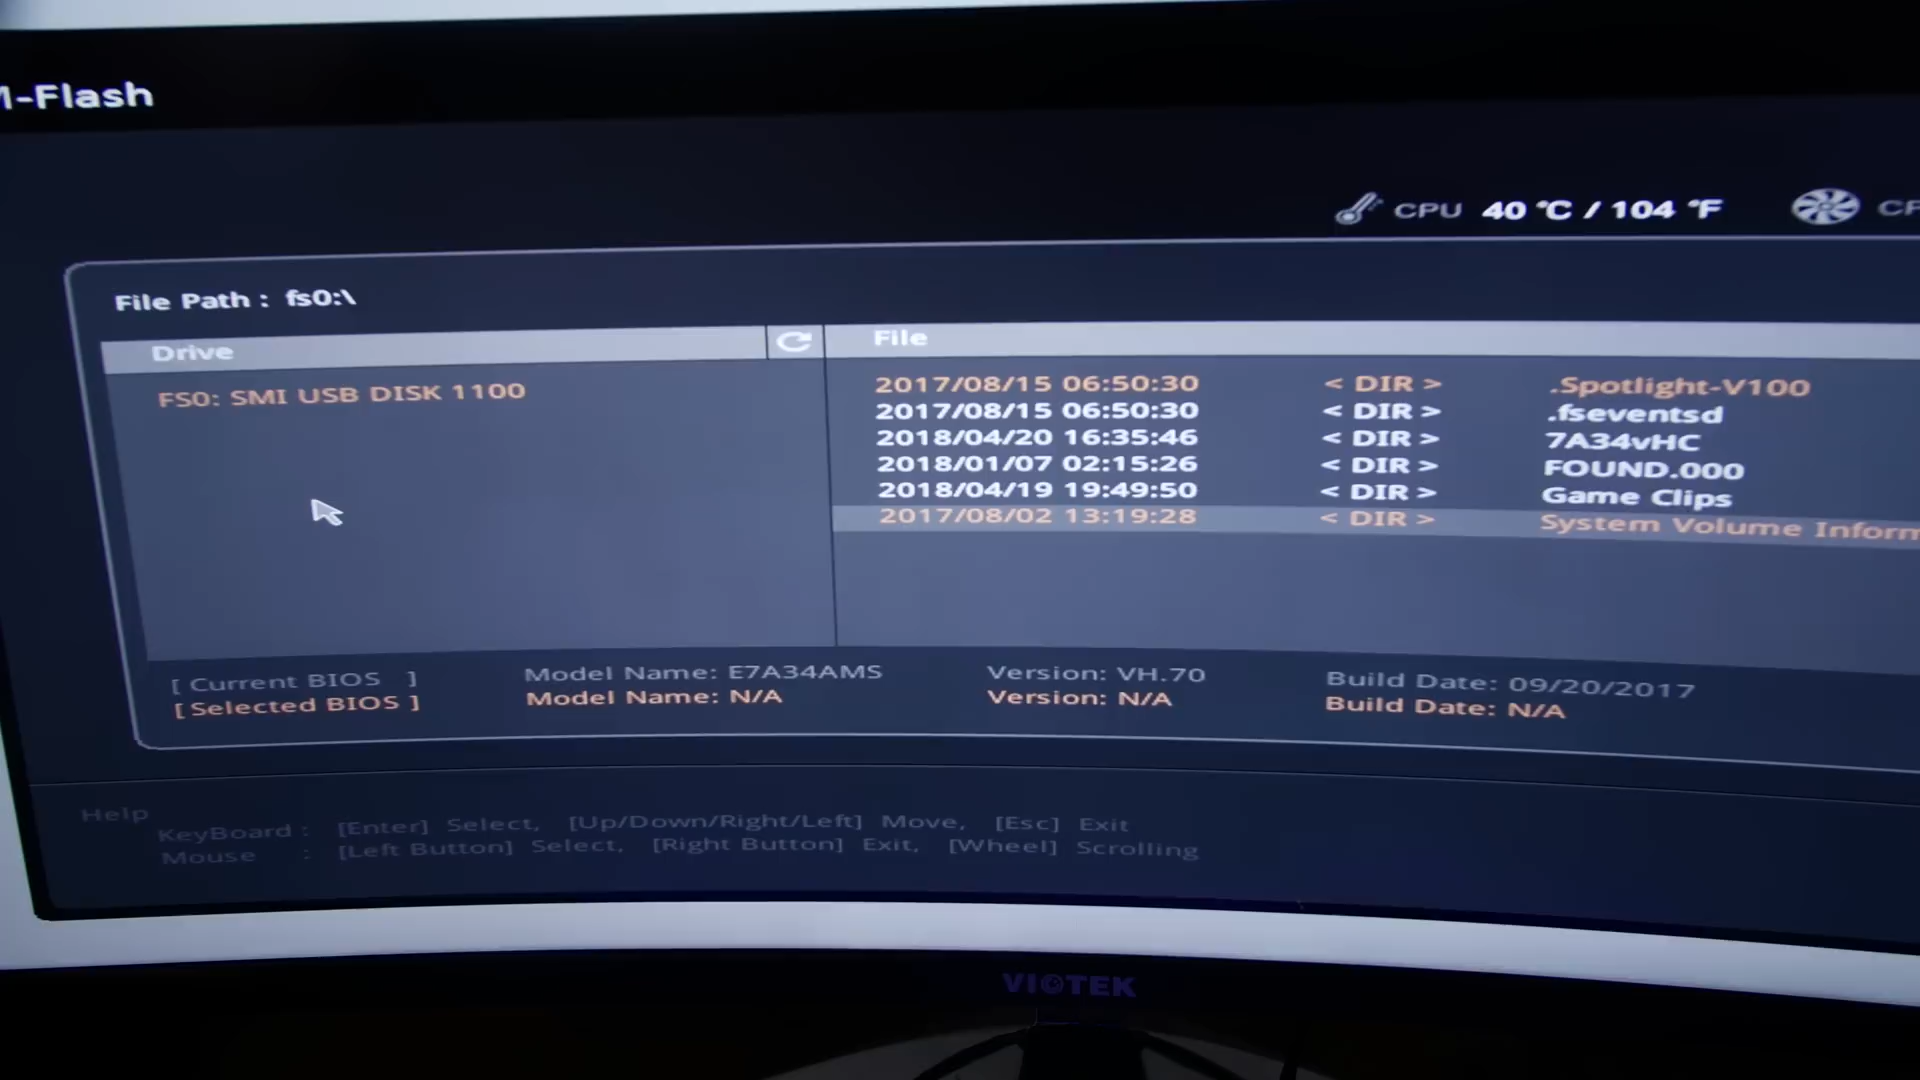 -Flash
CPU 40 °C / 104 °F
File Path : fs0:\
Drive
File
FS0: SMI USB DISK 1100
2017/08/15 06:50:30 < DIR > .Spotlight-V100
2017/08/15 06:50:30 < DIR > .fseventsd
2018/04/20 16:35:46 < DIR > 7A34vHC
2018/01/07 02:15:26 < DIR > FOUND.000
2018/04/19 19:49:50 < DIR > Game Clips
2017/08/02 13:19:28 < DIR > System Volume Inform
[ Current BIOS ] Model Name: E7A34AMS Version: VH.70 Build Date: 09/20/2017
[ Selected BIOS ] Model Name: N/A Version: N/A Build Date: N/A
Help
KeyBoard : [Enter] Select, [Up/Down/Right/Left] Move, [Esc] Exit
Mouse : [Left Button] Select, [Right Button] Exit, [Wheel] Scrolling
VIOTEK